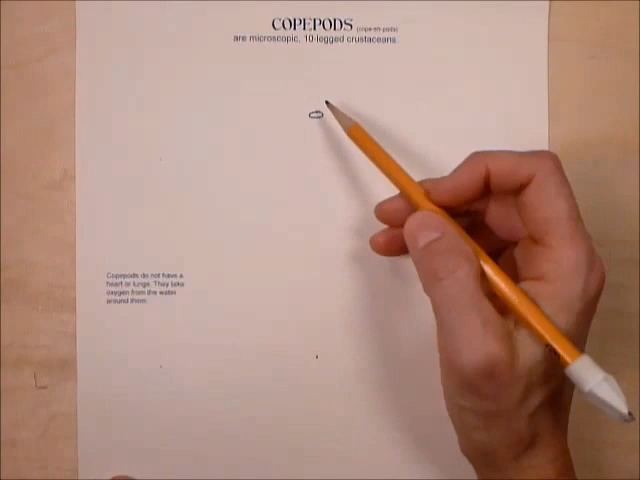 COPEPODS (cope-eh-pods)
are microscopic, 10-legged crustaceans.
Copepods do not have a
heart or lungs. They take
oxygen from the water
around them.